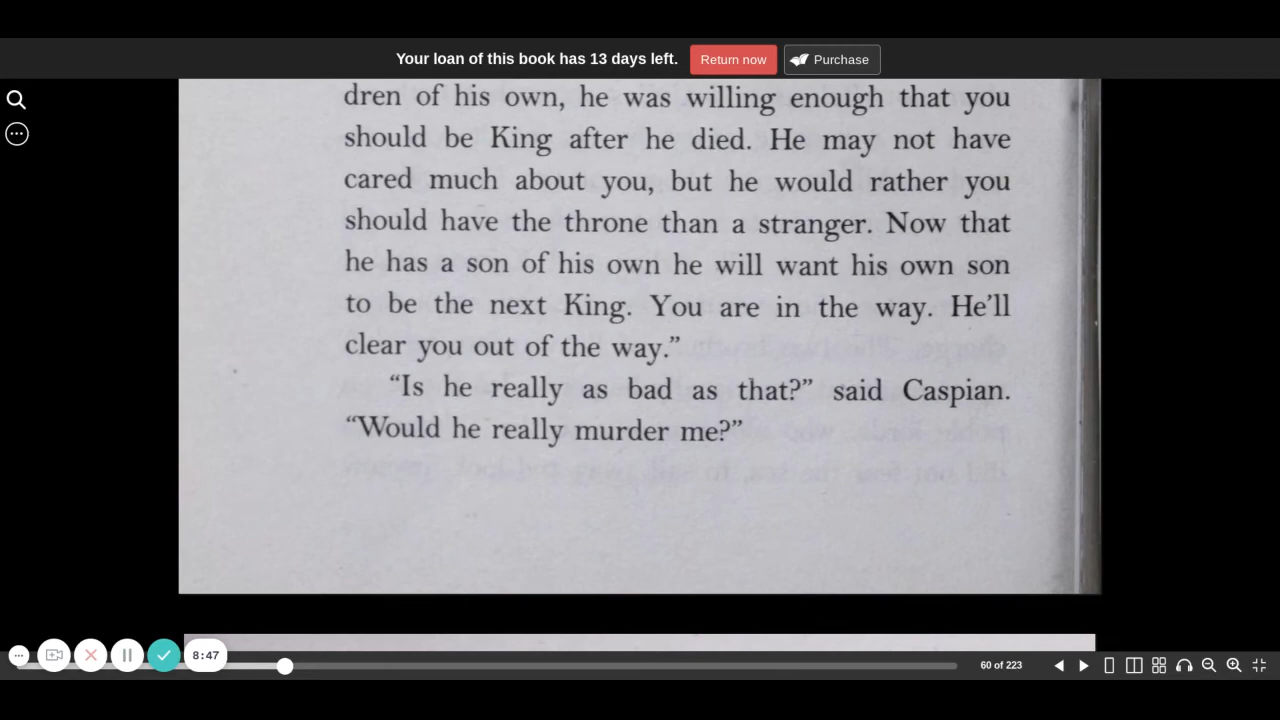 Your loan of this book has 13 days left. Return now Purchase
dren of his own, he was willing enough that you
should be King after he died. He may not have
cared much about you, but he would rather you
should have the throne than a stranger. Now that
he has a son of his own he will want his own son
to be the next King. You are in the way. He’ll
clear you out of the way.”
“Is he really as bad as that?” said Caspian.
“Would he really murder me?”
8:47
60 of 223